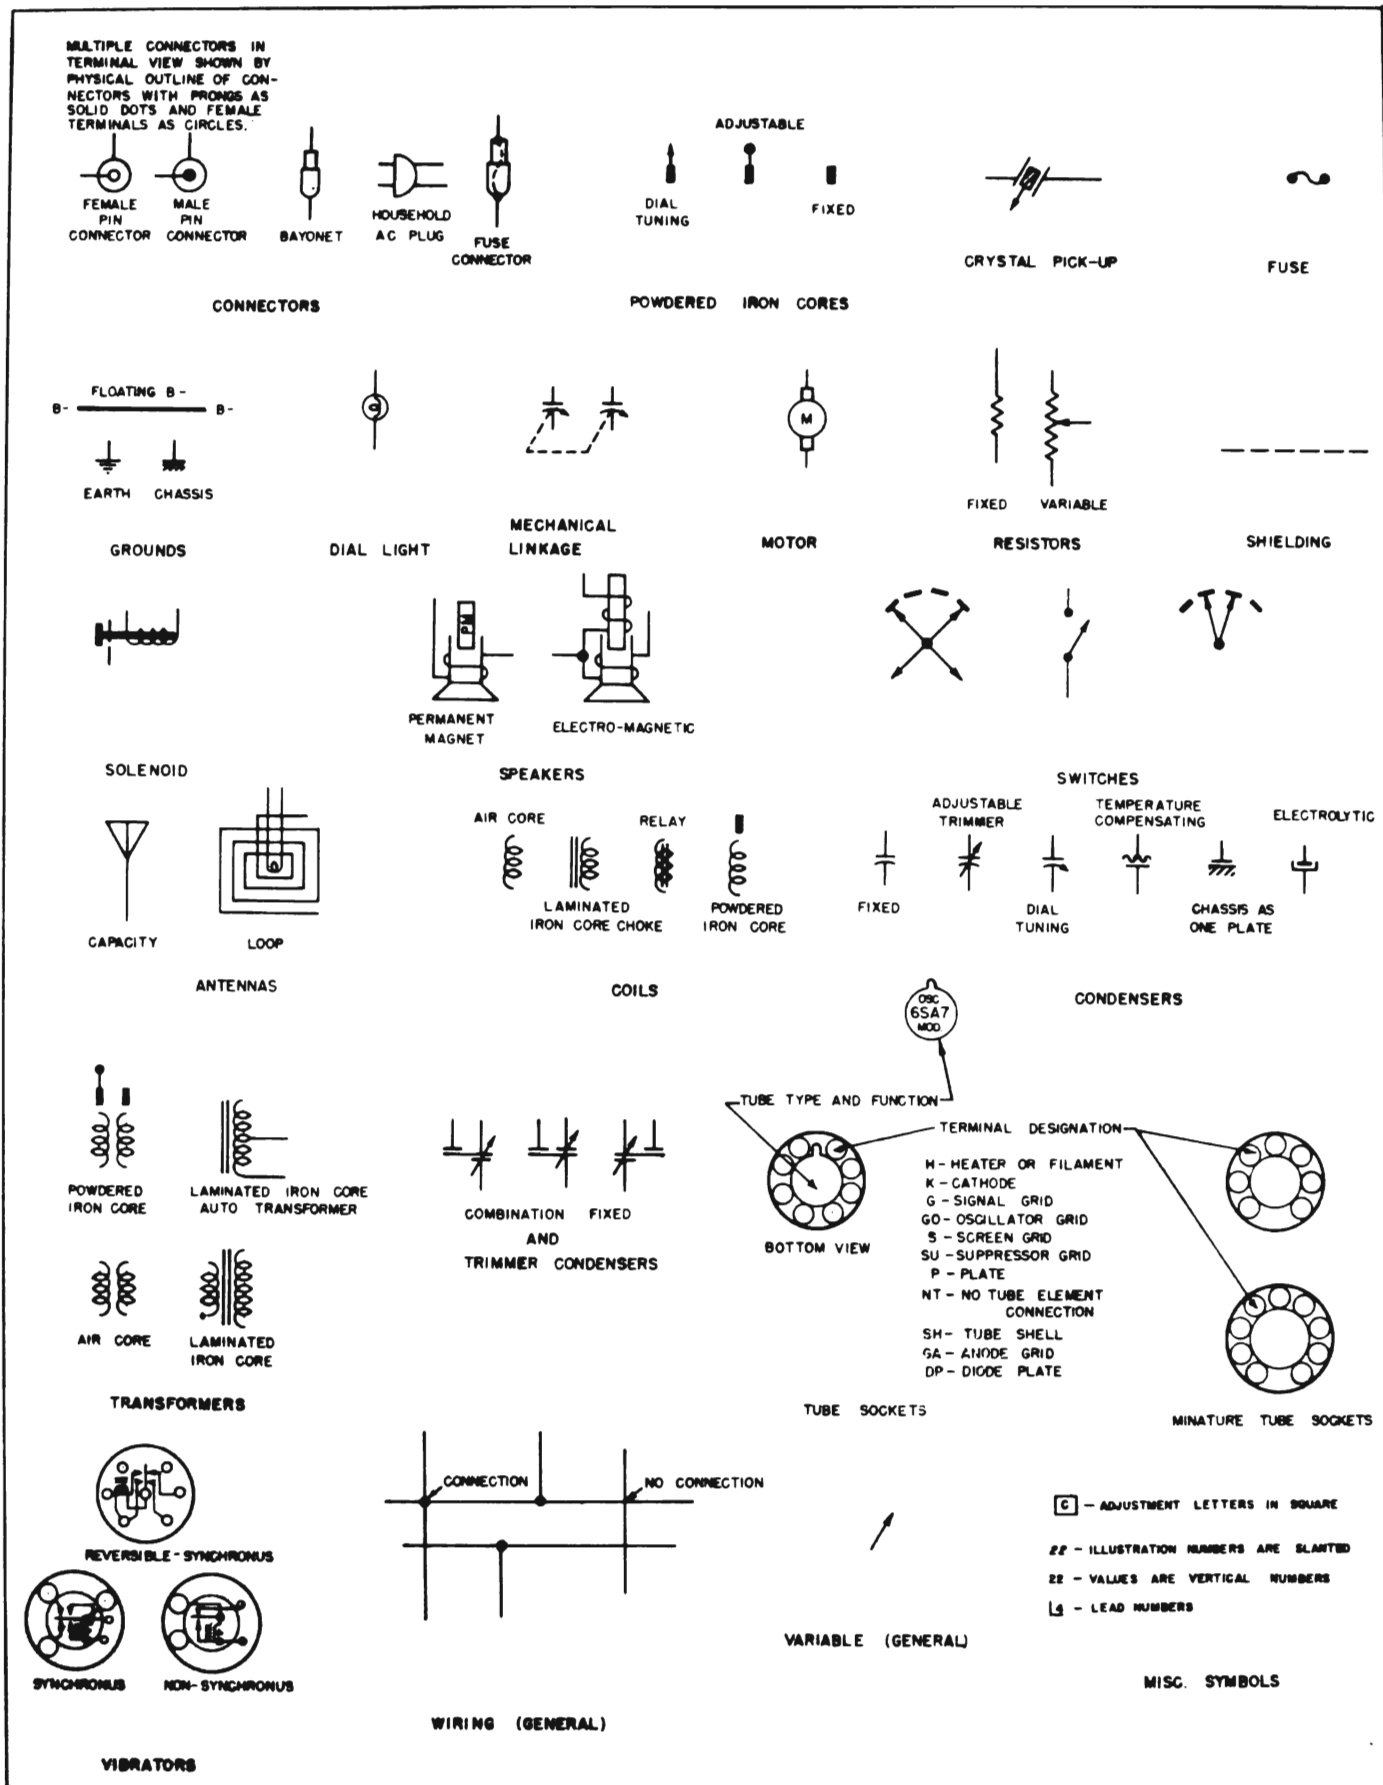 MULTIPLE CONNECTORS IN
TERMINAL VIEW SHOWN BY
PHYSICAL OUTLINE OF CON-
NECTORS WITH PRONGS AS
SOLID DOTS AND FEMALE
TERMINALS AS CIRCLES.
FEMALE
PIN
CONNECTOR
MALE
PIN
CONNECTOR
BAYONET
HOUSEHOLD
AC PLUG
FUSE
CONNECTOR
CONNECTORS
ADJUSTABLE
DIAL
TUNING
FIXED
POWDERED IRON CORES
CRYSTAL PICK-UP
FUSE
FLOATING B-
B-
B-
EARTH
CHASSIS
GROUNDS
DIAL LIGHT
MECHANICAL
LINKAGE
M
MOTOR
FIXED
VARIABLE
RESISTORS
SHIELDING
SOLENOID
PM
PERMANENT
MAGNET
ELECTRO-MAGNETIC
SPEAKERS
SWITCHES
CAPACITY
LOOP
ANTENNAS
AIR CORE
LAMINATED
IRON CORE CHOKE
RELAY
POWDERED
IRON CORE
COILS
FIXED
ADJUSTABLE
TRIMMER
DIAL
TUNING
TEMPERATURE
COMPENSATING
CHASSIS AS
ONE PLATE
ELECTROLYTIC
CONDENSERS
POWDERED
IRON CORE
LAMINATED IRON CORE
AUTO TRANSFORMER
AIR CORE
LAMINATED
IRON CORE
TRANSFORMERS
COMBINATION FIXED
AND
TRIMMER CONDENSERS
OSC
6SA7
MOD.
TUBE TYPE AND FUNCTION
BOTTOM VIEW
TERMINAL DESIGNATION
H - HEATER OR FILAMENT
K - CATHODE
G - SIGNAL GRID
GO - OSCILLATOR GRID
S - SCREEN GRID
SU - SUPPRESSOR GRID
P - PLATE
NT - NO TUBE ELEMENT
CONNECTION
SH - TUBE SHELL
GA - ANODE GRID
DP - DIODE PLATE
TUBE SOCKETS
MINATURE TUBE SOCKETS
REVERSIBLE - SYNCHRONUS
SYNCHRONUS
NON-SYNCHRONUS
VIBRATORS
CONNECTION
NO CONNECTION
WIRING (GENERAL)
VARIABLE (GENERAL)
C - ADJUSTMENT LETTERS IN SQUARE
22 - ILLUSTRATION NUMBERS ARE SLANTED
22 - VALUES ARE VERTICAL NUMBERS
L4 - LEAD NUMBERS
MISC. SYMBOLS